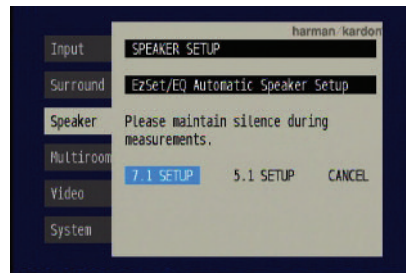 harman/kardon
Input
Surround
Speaker
Multiroom
Video
System
SPEAKER SETUP
EzSet/EQ Automatic Speaker Setup
Please maintain silence during
measurements.
7.1 SETUP 5.1 SETUP CANCEL